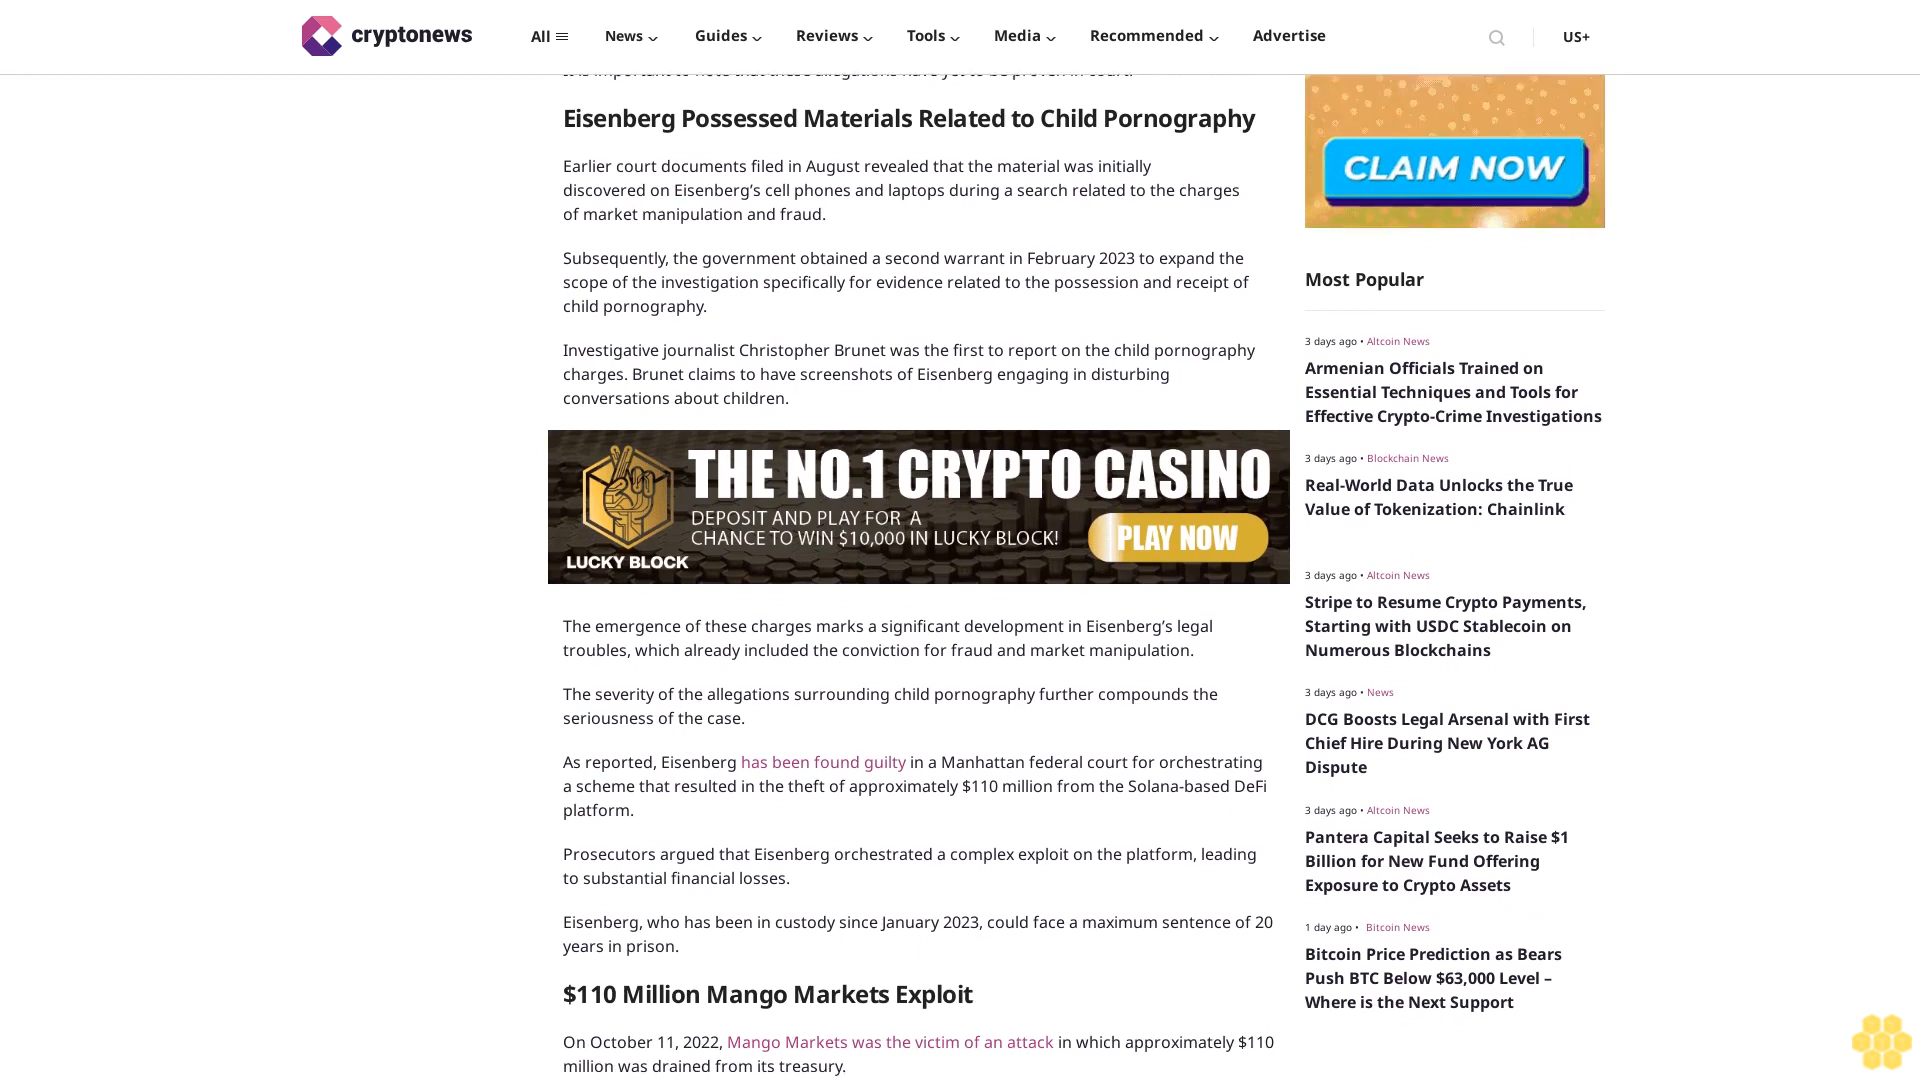 cryptonews
All
News
Guides
Reviews
Tools
Media
Recommended
Advertise
US+
It is important to note that these allegations have yet to be proven in court.
Eisenberg Possessed Materials Related to Child Pornography
Earlier court documents filed in August revealed that the material was initially
discovered on Eisenberg’s cell phones and laptops during a search related to the charges
of market manipulation and fraud.
Subsequently, the government obtained a second warrant in February 2023 to expand the
scope of the investigation specifically for evidence related to the possession and receipt of
child pornography.
Investigative journalist Christopher Brunet was the first to report on the child pornography
charges. Brunet claims to have screenshots of Eisenberg engaging in disturbing
conversations about children.
THE NO.1 CRYPTO CASINO
DEPOSIT AND PLAY FOR A
CHANCE TO WIN $10,000 IN LUCKY BLOCK!
PLAY NOW
LUCKY BLOCK
The emergence of these charges marks a significant development in Eisenberg’s legal
troubles, which already included the conviction for fraud and market manipulation.
The severity of the allegations surrounding child pornography further compounds the
seriousness of the case.
As reported, Eisenberg has been found guilty in a Manhattan federal court for orchestrating
a scheme that resulted in the theft of approximately $110 million from the Solana-based DeFi
platform.
Prosecutors argued that Eisenberg orchestrated a complex exploit on the platform, leading
to substantial financial losses.
Eisenberg, who has been in custody since January 2023, could face a maximum sentence of 20
years in prison.
$110 Million Mango Markets Exploit
On October 11, 2022, Mango Markets was the victim of an attack in which approximately $110
million was drained from its treasury.
CLAIM NOW
Most Popular
3 days ago • Altcoin News
Armenian Officials Trained on
Essential Techniques and Tools for
Effective Crypto-Crime Investigations
3 days ago • Blockchain News
Real-World Data Unlocks the True
Value of Tokenization: Chainlink
3 days ago • Altcoin News
Stripe to Resume Crypto Payments,
Starting with USDC Stablecoin on
Numerous Blockchains
3 days ago • News
DCG Boosts Legal Arsenal with First
Chief Hire During New York AG
Dispute
3 days ago • Altcoin News
Pantera Capital Seeks to Raise $1
Billion for New Fund Offering
Exposure to Crypto Assets
1 day ago • Bitcoin News
Bitcoin Price Prediction as Bears
Push BTC Below $63,000 Level –
Where is the Next Support